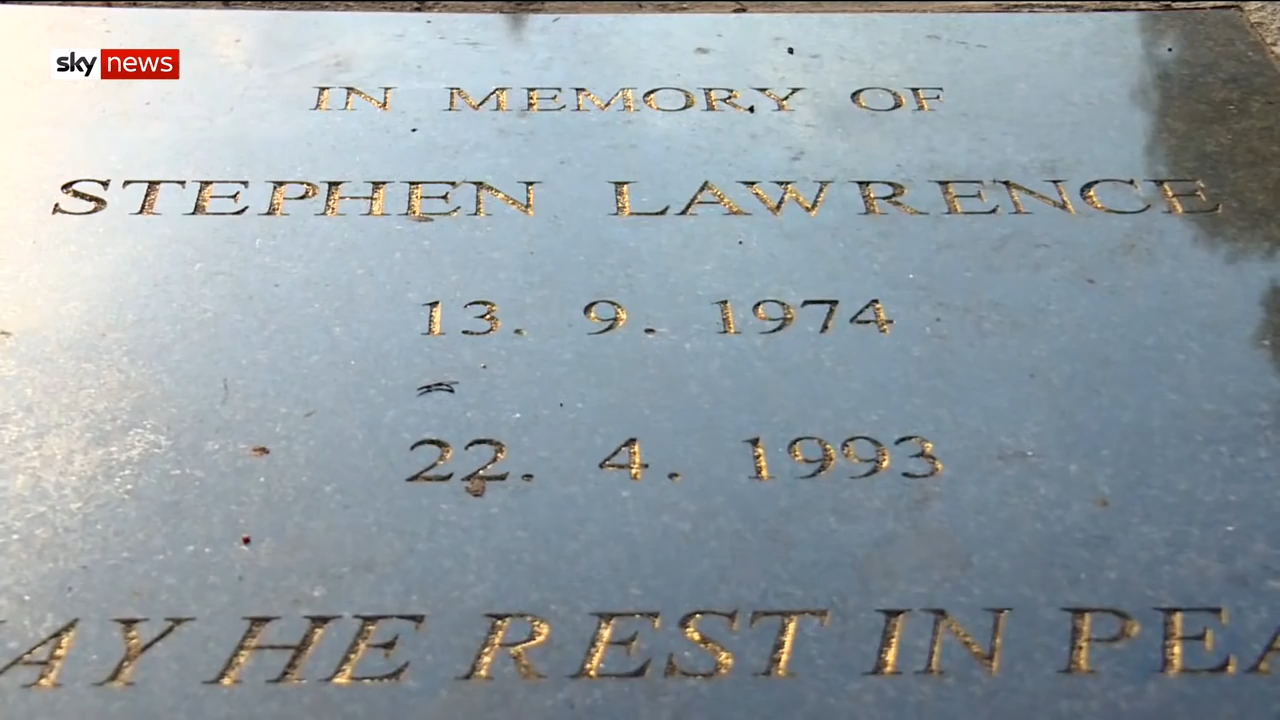 sky news
IN MEMORY OF
STEPHEN LAWRENCE
13. 9. 1974
22. 4. 1993
AY HE REST IN PEA